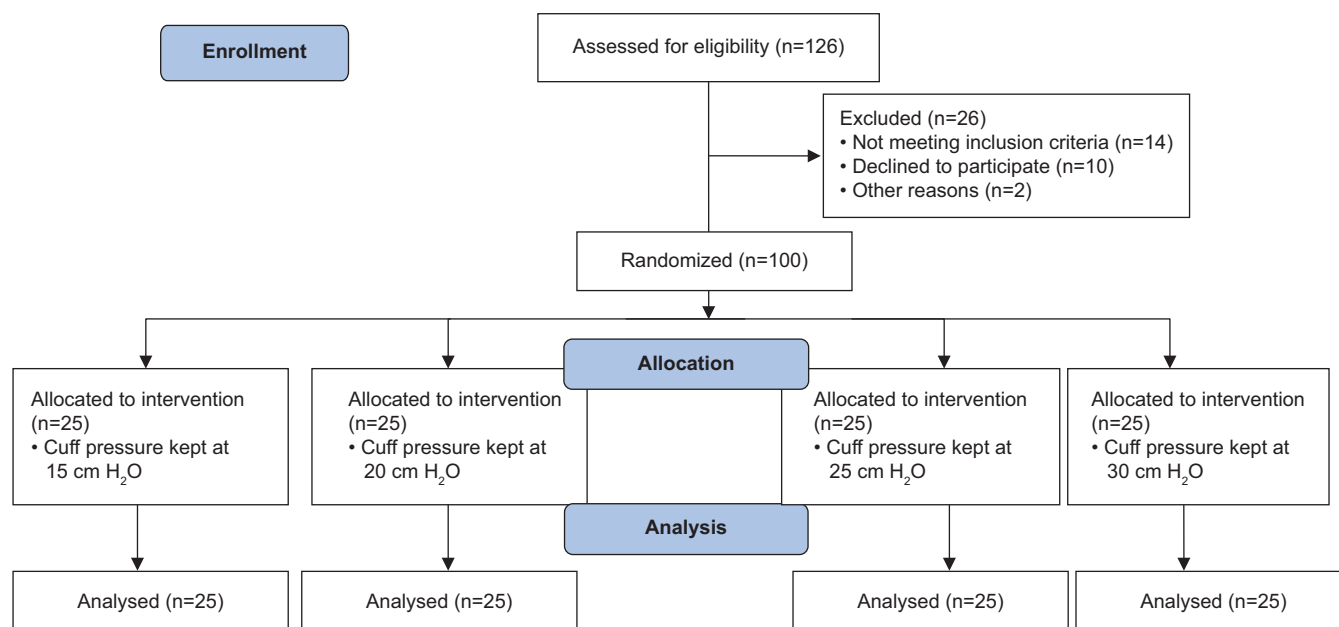 Enrollment
Assessed for eligibility (n=126)
Excluded (n=26)
• Not meeting inclusion criteria (n=14)
• Declined to participate (n=10)
• Other reasons (n=2)
Randomized (n=100)
Allocation
Allocated to intervention
(n=25)
• Cuff pressure kept at
15 cm H₂O
Allocated to intervention
(n=25)
• Cuff pressure kept at
20 cm H₂O
Allocated to intervention
(n=25)
• Cuff pressure kept at
25 cm H₂O
Allocated to intervention
(n=25)
• Cuff pressure kept at
30 cm H₂O
Analysis
Analysed (n=25)
Analysed (n=25)
Analysed (n=25)
Analysed (n=25)